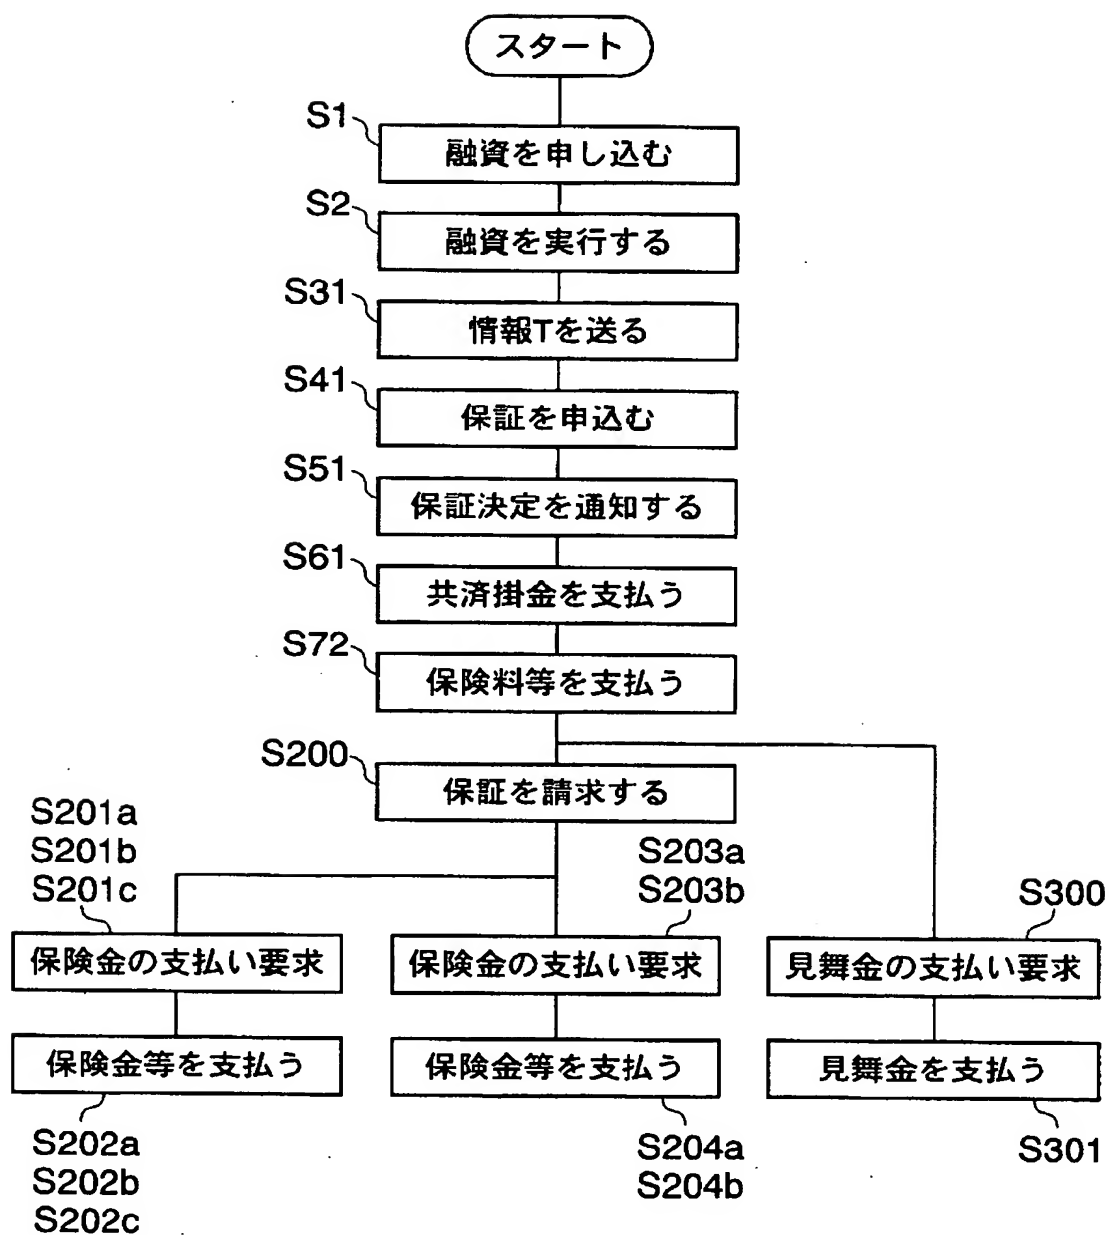 スタート
S1
融資を申し込む
S2
融資を実行する
S31
情報Tを送る
S41
保証を申込む
S51
保証決定を通知する
S61
共済掛金を支払う
S72
保険料等を支払う
S200
保証を請求する
S201a
S201b
S201c
保険金の支払い要求
S203a
S203b
保険金の支払い要求
S300
見舞金の支払い要求
保険金等を支払う
S202a
S202b
S202c
保険金等を支払う
S204a
S204b
見舞金を支払う
S301